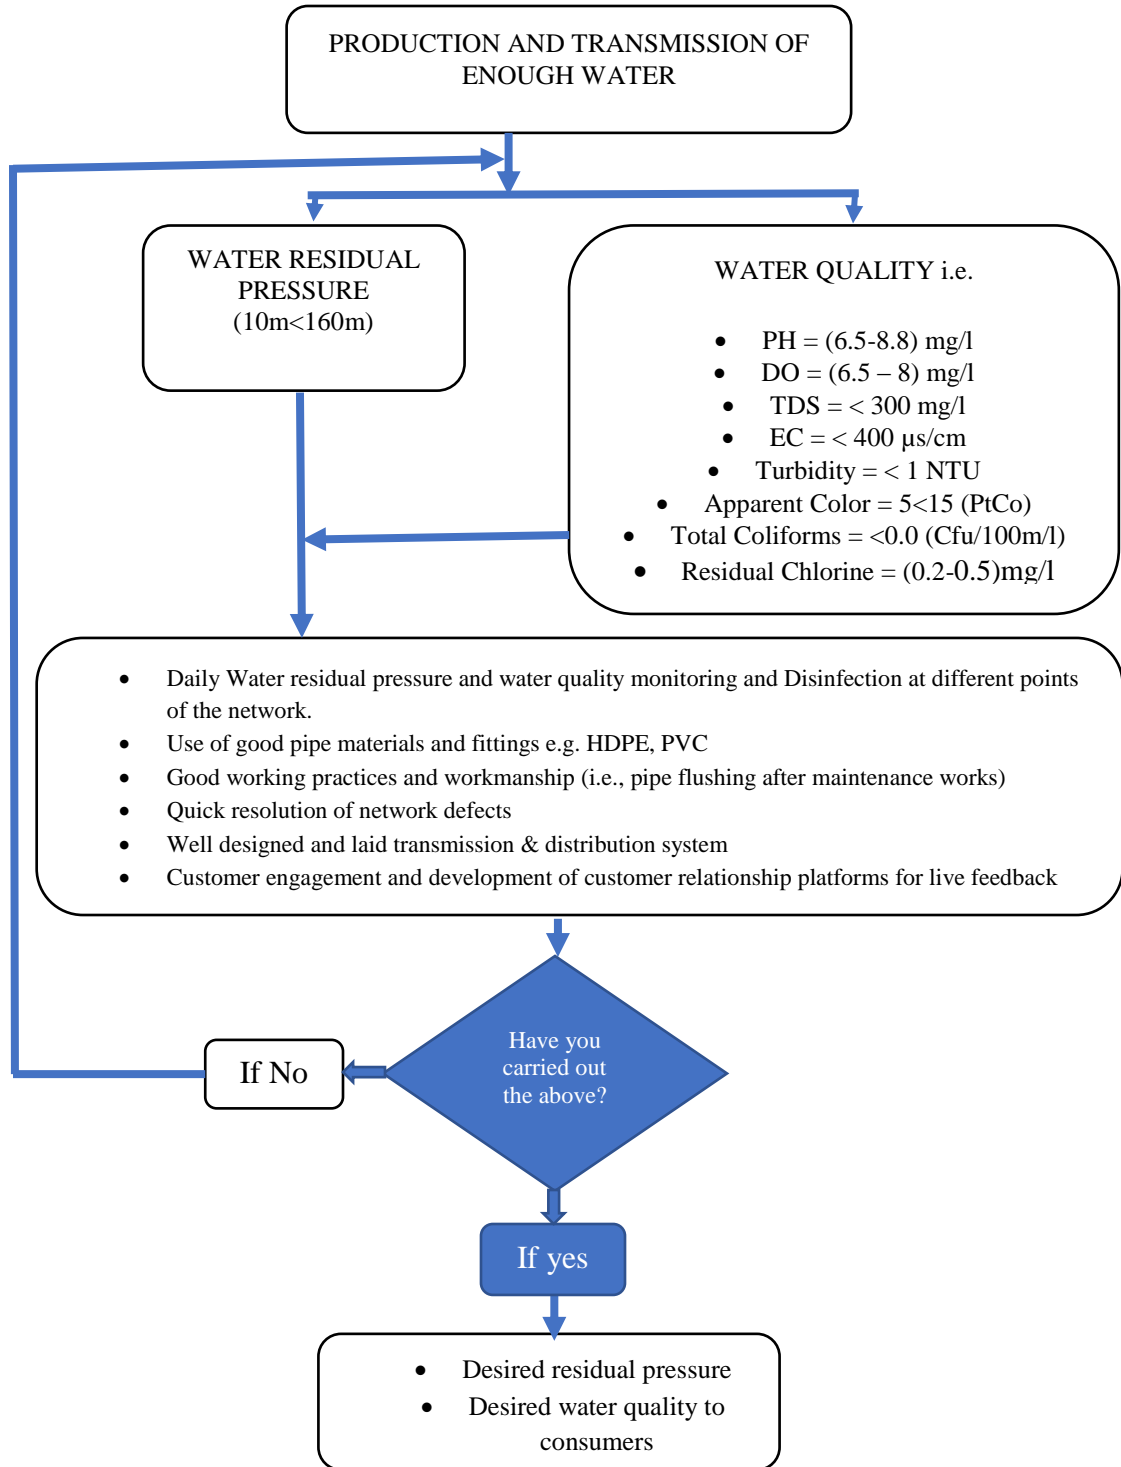 PRODUCTION AND TRANSMISSION OF
ENOUGH WATER
WATER RESIDUAL
PRESSURE
(10m<160m)
WATER QUALITY i.e.
• PH = (6.5-8.8) mg/l
• DO = (6.5 – 8) mg/l
• TDS = < 300 mg/l
• EC = < 400 µs/cm
• Turbidity = < 1 NTU
• Apparent Color = 5<15 (PtCo)
• Total Coliforms = <0.0 (Cfu/100m/l)
• Residual Chlorine = (0.2-0.5)mg/l
• Daily Water residual pressure and water quality monitoring and Disinfection at different points
of the network.
• Use of good pipe materials and fittings e.g. HDPE, PVC
• Good working practices and workmanship (i.e., pipe flushing after maintenance works)
• Quick resolution of network defects
• Well designed and laid transmission & distribution system
• Customer engagement and development of customer relationship platforms for live feedback
Have you
carried out
the above?
If No
If yes
• Desired residual pressure
• Desired water quality to
consumers